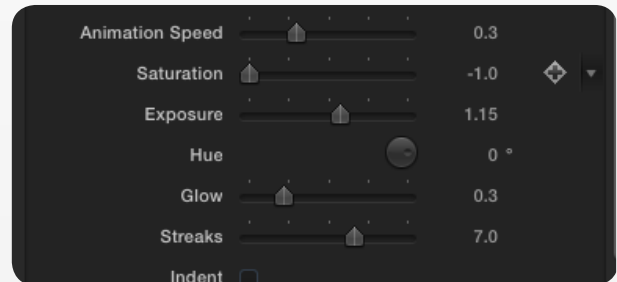 Animation Speed 0.3
Saturation -1.0
Exposure 1.15
Hue 0 °
Glow 0.3
Streaks 7.0
Indent